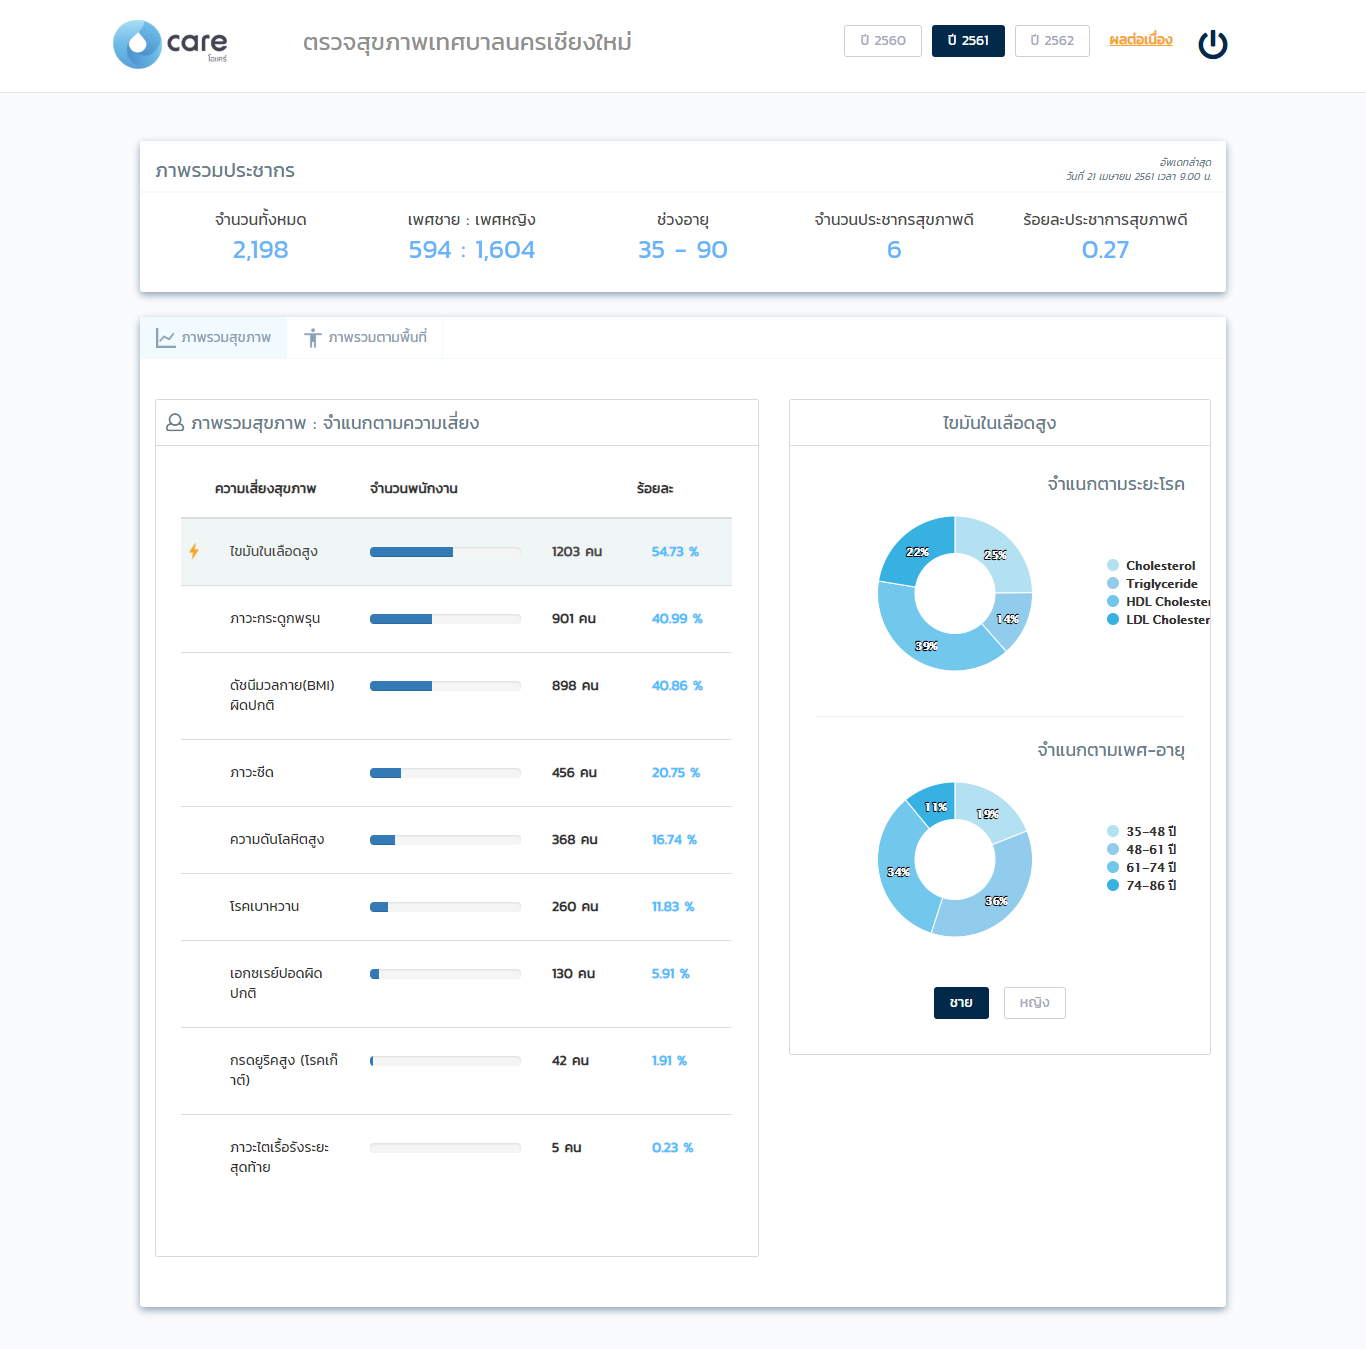 care
โอแคร์
ตรวจสุขภาพเทศบาลนครเชียงใหม่
ปี 2560
ปี 2561
ปี 2562
ผลต่อเนื่อง
ภาพรวมประชากร
อัพเดทล่าสุด
วันที่ 21 เมษายน 2561 เวลา 9.00 น.
จำนวนทั้งหมด
2,198
เพศชาย : เพศหญิง
594 : 1,604
ช่วงอายุ
35 - 90
จำนวนประชากรสุขภาพดี
6
ร้อยละประชาการสุขภาพดี
0.27
ภาพรวมสุขภาพ
ภาพรวมตามพื้นที่
ภาพรวมสุขภาพ : จำแนกตามความเสี่ยง
ความเสี่ยงสุขภาพ จำนวนพนักงาน ร้อยละ
ไขมันในเลือดสูง 1203 คน 54.73 %
ภาวะกระดูกพรุน 901 คน 40.99 %
ดัชนีมวลกาย(BMI) 898 คน 40.86 %
ผิดปกติ
ภาวะซีด 456 คน 20.75 %
ความดันโลหิตสูง 368 คน 16.74 %
โรคเบาหวาน 260 คน 11.83 %
เอกซเรย์ปอดผิด 130 คน 5.91 %
ปกติ
กรดยูริคสูง (โรคเก๊ 42 คน 1.91 %
าต์)
ภาวะไตเรื้อรังระยะ 5 คน 0.23 %
สุดท้าย
ไขมันในเลือดสูง
จำแนกตามระยะโรค
22%
25%
14%
39%
Cholesterol
Triglyceride
HDL Cholester
LDL Cholester
จำแนกตามเพศ-อายุ
11%
19%
34%
36%
35-48 ปี
48-61 ปี
61-74 ปี
74-86 ปี
ชาย
หญิง